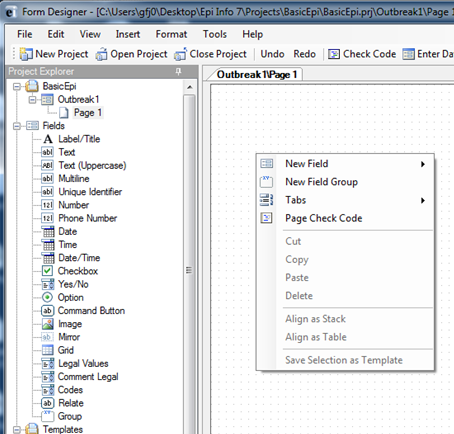 Form Designer - [C:\Users\gfj0\Desktop\Epi Info 7\Projects\BasicEpi\BasicEpi.prj\Outbreak1\Page 1
File Edit View Insert Format Tools Help
New Project Open Project Close Project Undo Redo Check Code Enter Dat
Project Explorer
Outbreak1\Page 1
BasicEpi
Outbreak1
Page 1
Fields
Label/Title
Text
Text (Uppercase)
Multiline
Unique Identifier
Number
Phone Number
Date
Time
Date/Time
Checkbox
Yes/No
Option
Command Button
Image
Mirror
Grid
Legal Values
Comment Legal
Codes
Relate
Group
Templates
New Field
New Field Group
Tabs
Page Check Code
Cut
Copy
Paste
Delete
Align as Stack
Align as Table
Save Selection as Template